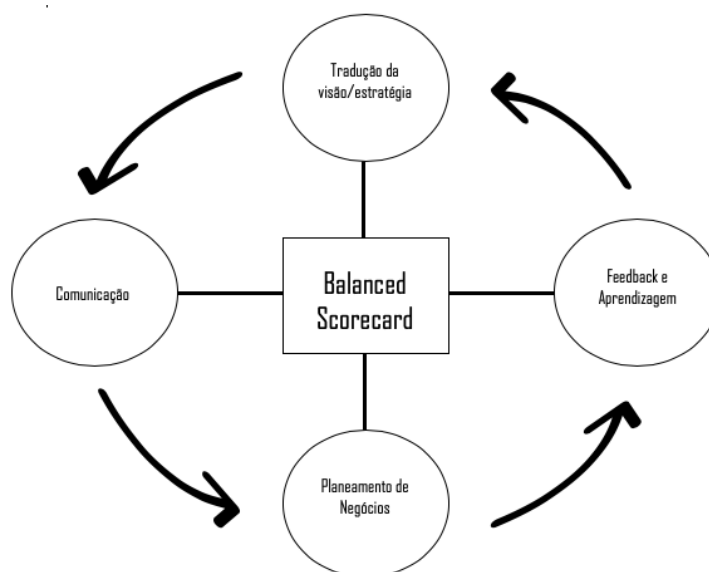 Tradução da
visão/estratégia
Comunicação
Balanced
Scorecard
Feedback e
Aprendizagem
Planeamento de
Negócios